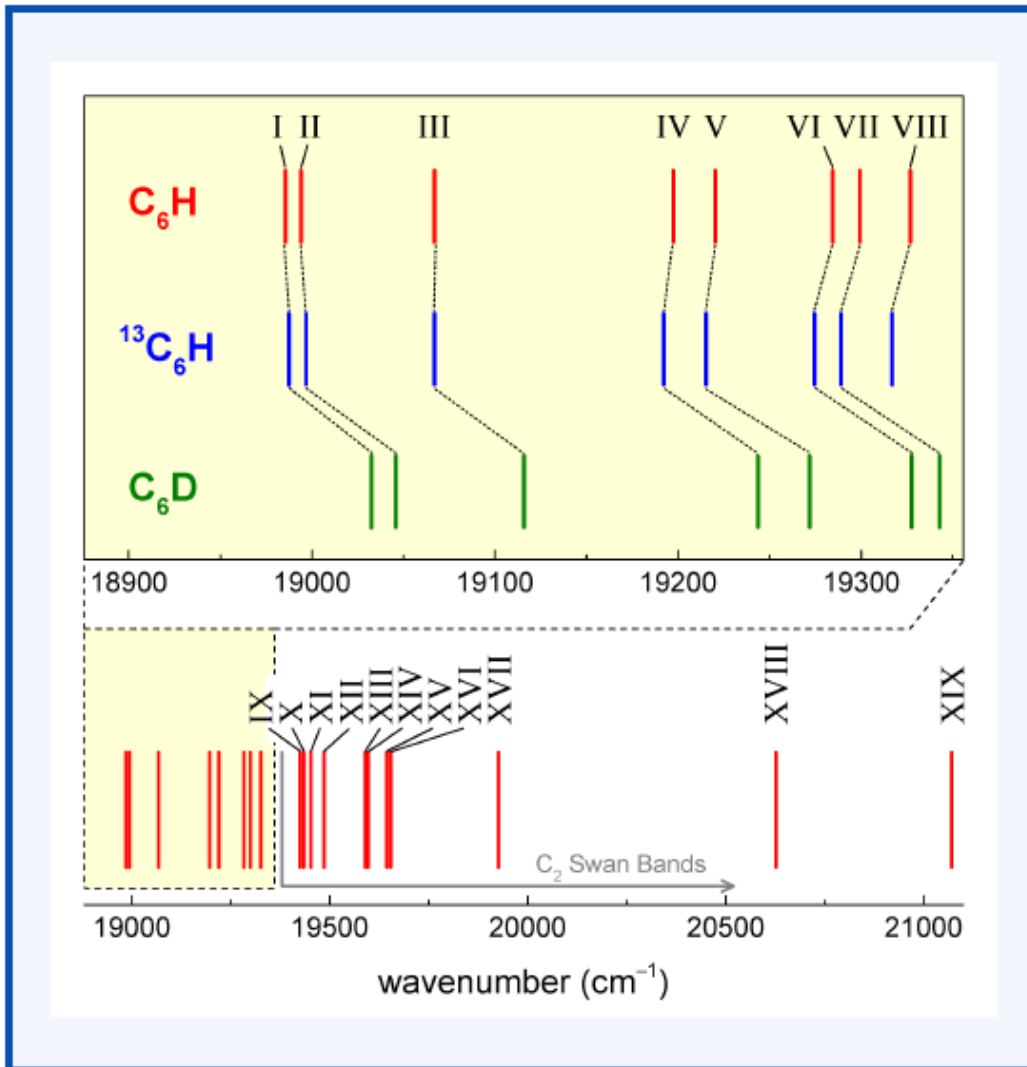 I II III IV V VI VII VIII
C₆H
¹³C₆H
C₆D
18900 19000 19100 19200 19300
IX X XI XII XIII XIV XV XVI XVII XVIII XIX
C₂ Swan Bands
19000 19500 20000 20500 21000
wavenumber (cm⁻¹)